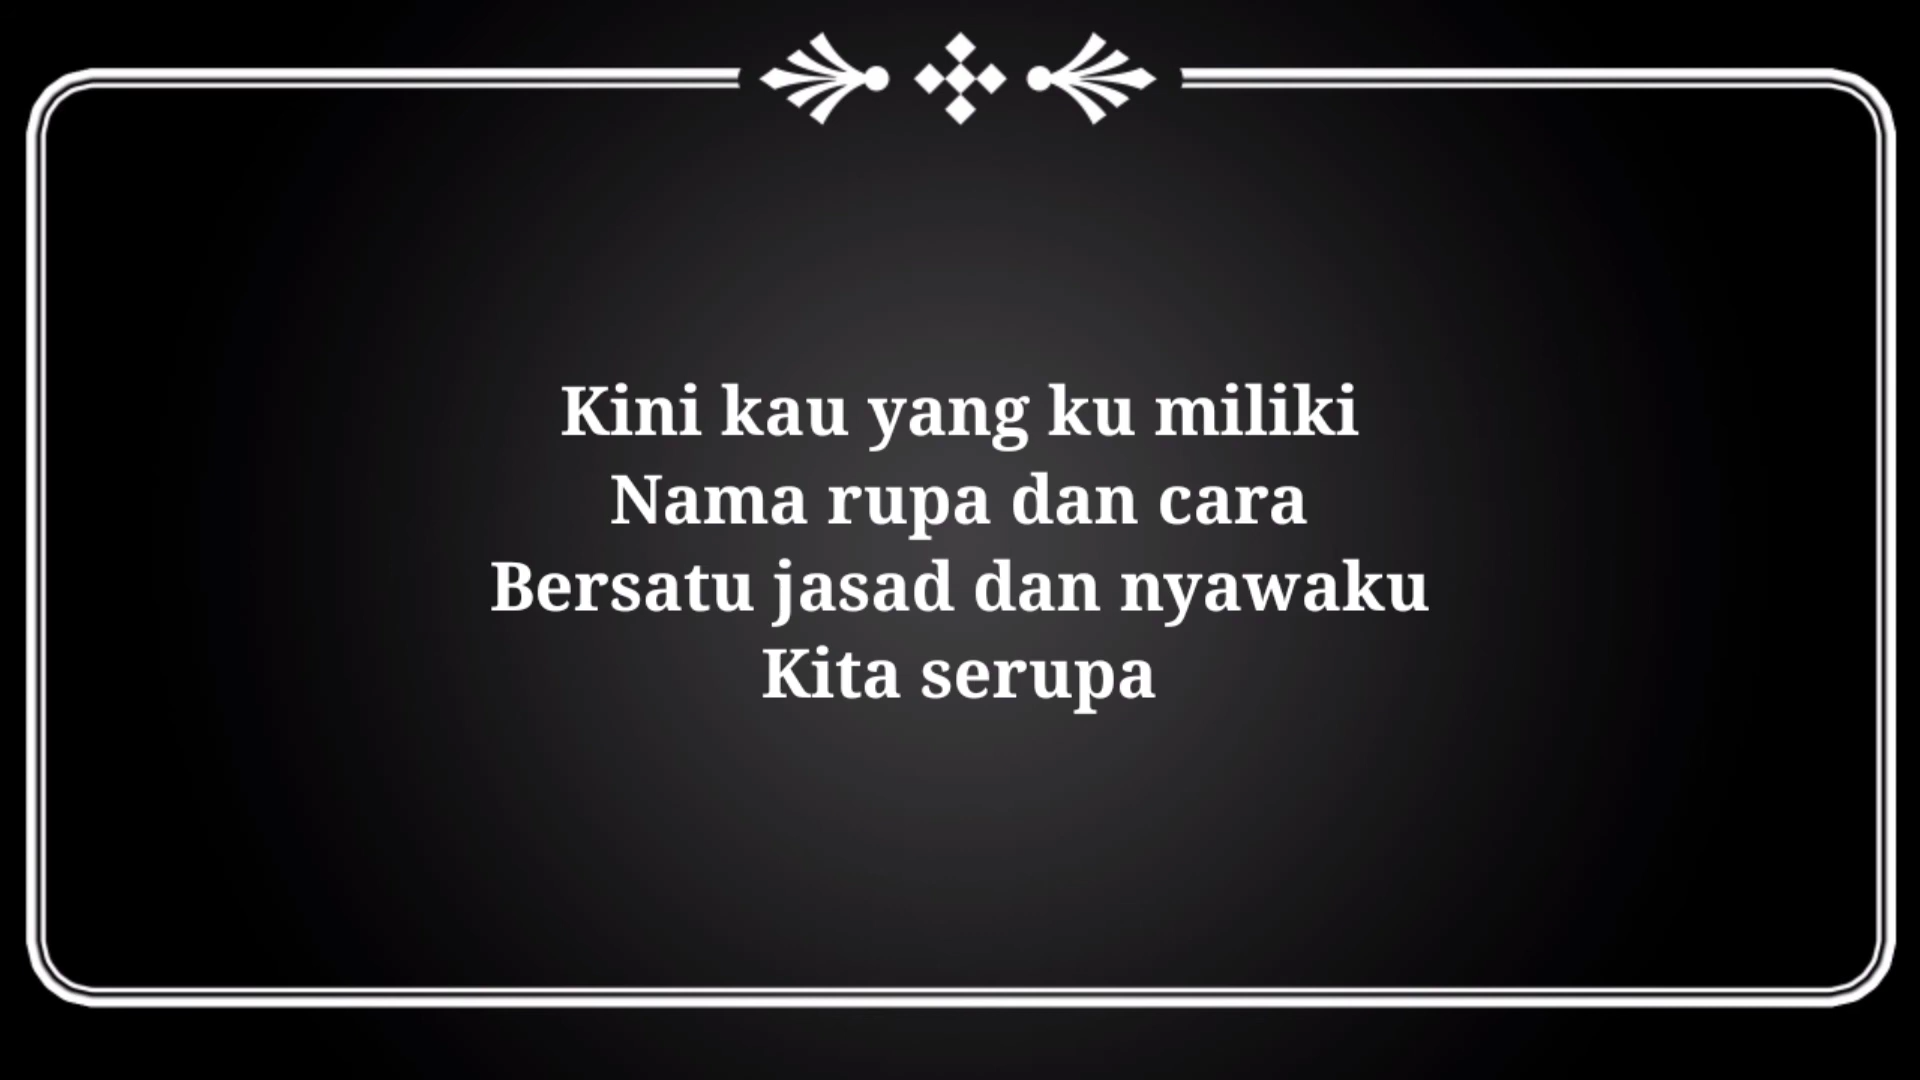 Kini kau yang ku miliki
Nama rupa dan cara
Bersatu jasad dan nyawaku
Kita serupa